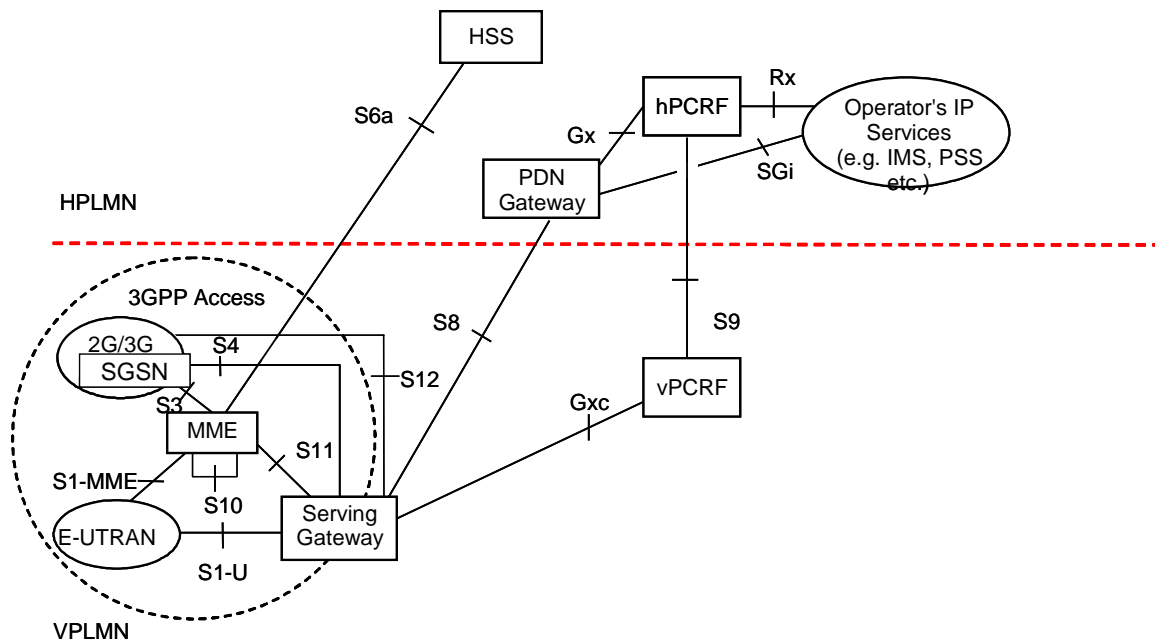 HSS
Rx
hPCRF
Operator's IP
Services
(e.g. IMS, PSS
etc.)
S6a
Gx
SGi
PDN
Gateway
HPLMN
3GPP Access
2G/3G
SGSN
S4
S12
S8
S9
S3
vPCRF
Gxc
MME
S11
S1-MME
S10
E-UTRAN
Serving
Gateway
S1-U
VPLMN